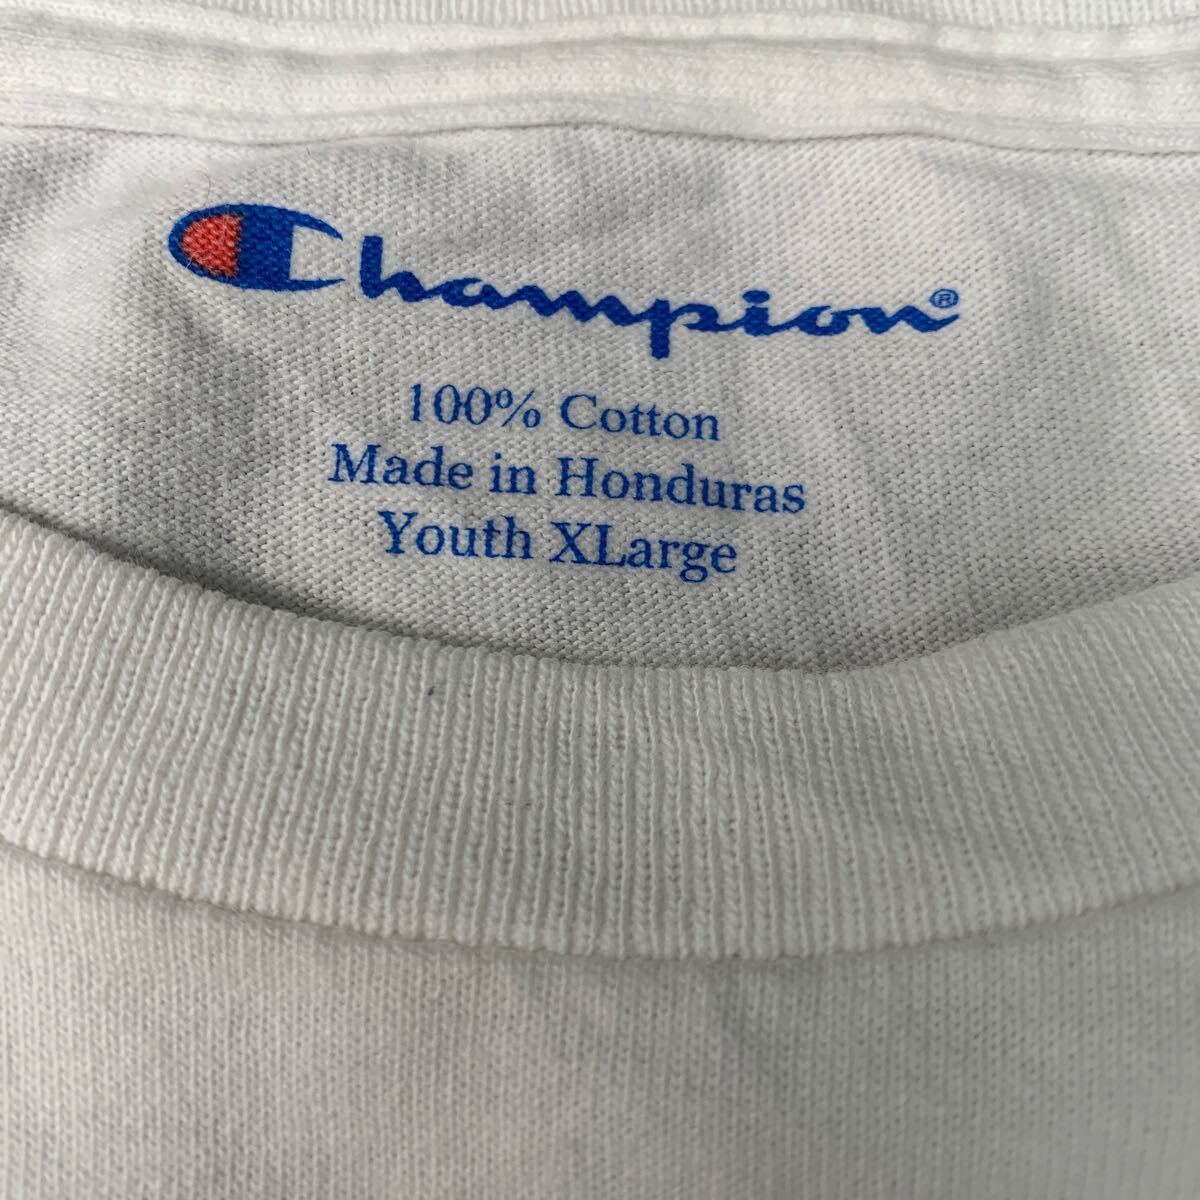 Champion®
100% Cotton
Made in Honduras
Youth XLarge